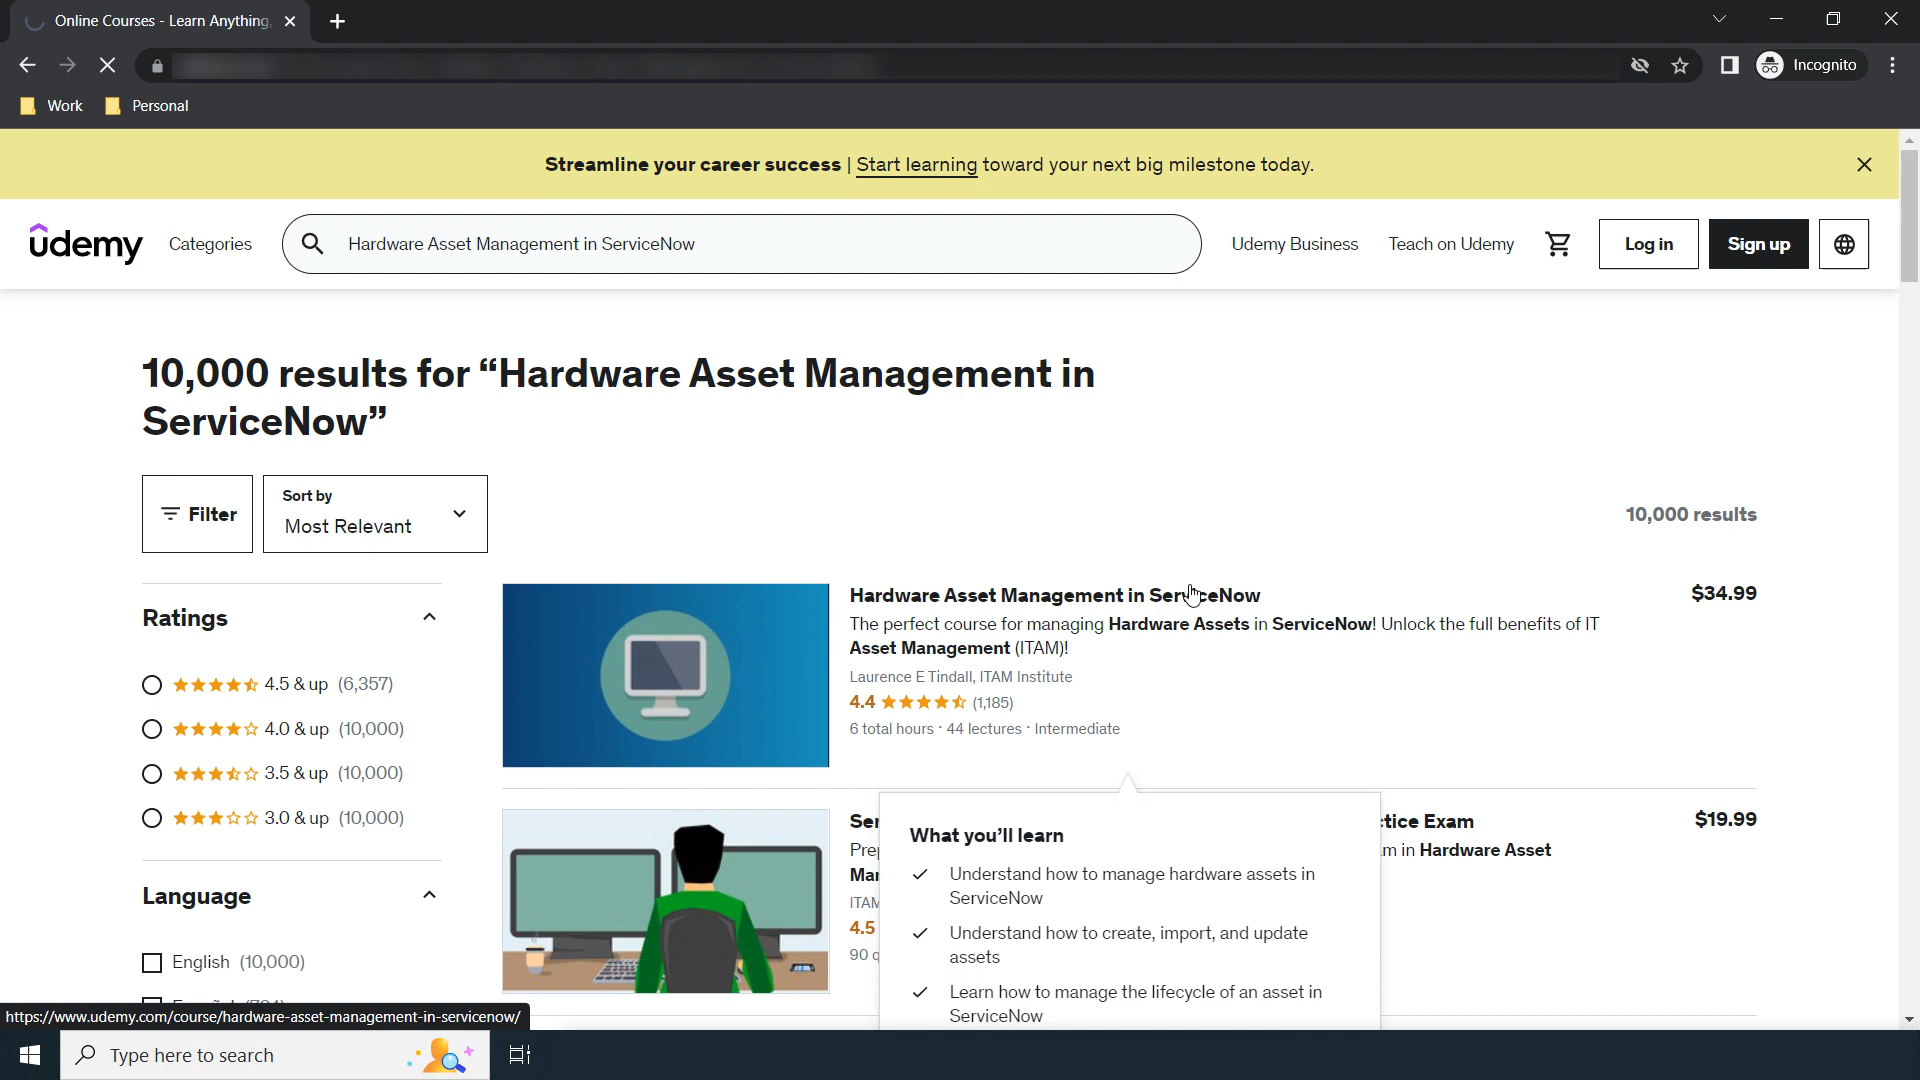 Online Courses - Learn Anything,
Incognito
Work
Personal
Streamline your career success | Start learning toward your next big milestone today.
ûdemy
Categories
Hardware Asset Management in ServiceNow
Udemy Business
Teach on Udemy
Log in
Sign up
10,000 results for “Hardware Asset Management in
ServiceNow”
Filter
Sort by
Most Relevant
10,000 results
Ratings
4.5 & up (6,357)
4.0 & up (10,000)
3.5 & up (10,000)
3.0 & up (10,000)
Language
English (10,000)
Hardware Asset Management in ServiceNow
$34.99
The perfect course for managing Hardware Assets in ServiceNow! Unlock the full benefits of IT
Asset Management (ITAM)!
Laurence E Tindall, ITAM Institute
4.4 (1,185)
6 total hours · 44 lectures · Intermediate
$19.99
Exam
in Hardware Asset
4.5
90
What you’ll learn
Understand how to manage hardware assets in
ServiceNow
Understand how to create, import, and update
assets
Learn how to manage the lifecycle of an asset in
ServiceNow
https://www.udemy.com/course/hardware-asset-management-in-servicenow/
Type here to search